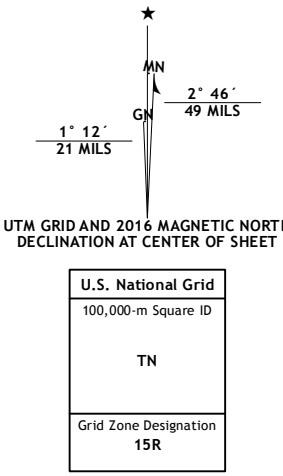 ★
MN
GN
2° 46´
49 MILS
1° 12´
21 MILS
UTM GRID AND 2016 MAGNETIC NORTH
DECLINATION AT CENTER OF SHEET
U.S. National Grid
100,000-m Square ID
TN
Grid Zone Designation
15R